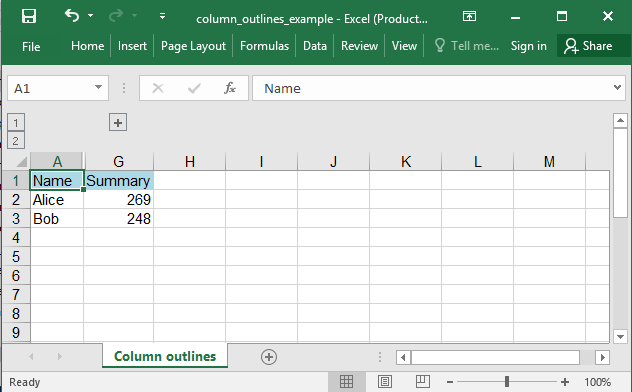 column_outlines_example - Excel (Product...
File Home Insert Page Layout Formulas Data Review View Tell me... Sign in Share
A1 fx Name
1
2
+
A G H I J K L M
1 Name Summary
2 Alice 269
3 Bob 248
4
5
6
7
8
9
Column outlines
Ready 100%